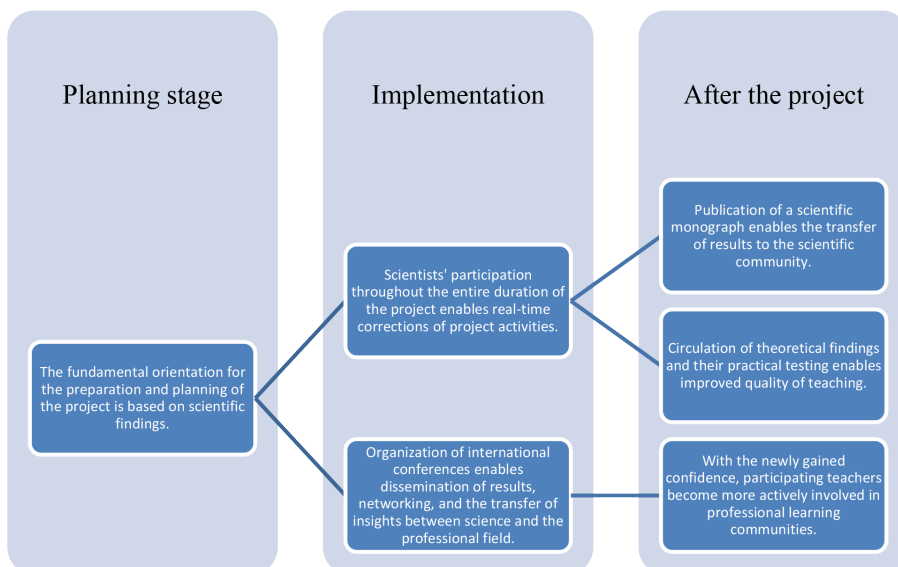 Planning stage
The fundamental orientation for
the preparation and planning of
the project is based on scientific
findings.
Implementation
Scientists' participation
throughout the entire duration of
the project enables real-time
corrections of project activities.
Organization of international
conferences enables
dissemination of results,
networking, and the transfer of
insights between science and the
professional field.
After the project
Publication of a scientific
monograph enables the transfer
of results to the scientific
community.
Circulation of theoretical findings
and their practical testing enables
improved quality of teaching.
With the newly gained
confidence, participating teachers
become more actively involved in
professional learning
communities.